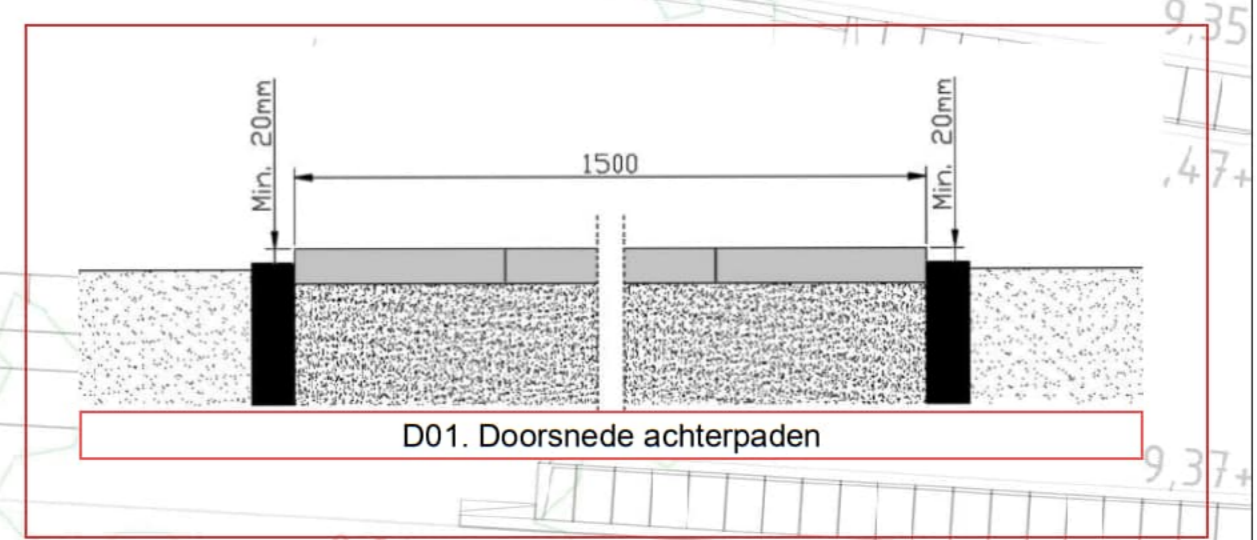 9,35
Min. 20mm
1500
Min. 20mm
,47+
D01. Doorsnede achterpaden
9,37+